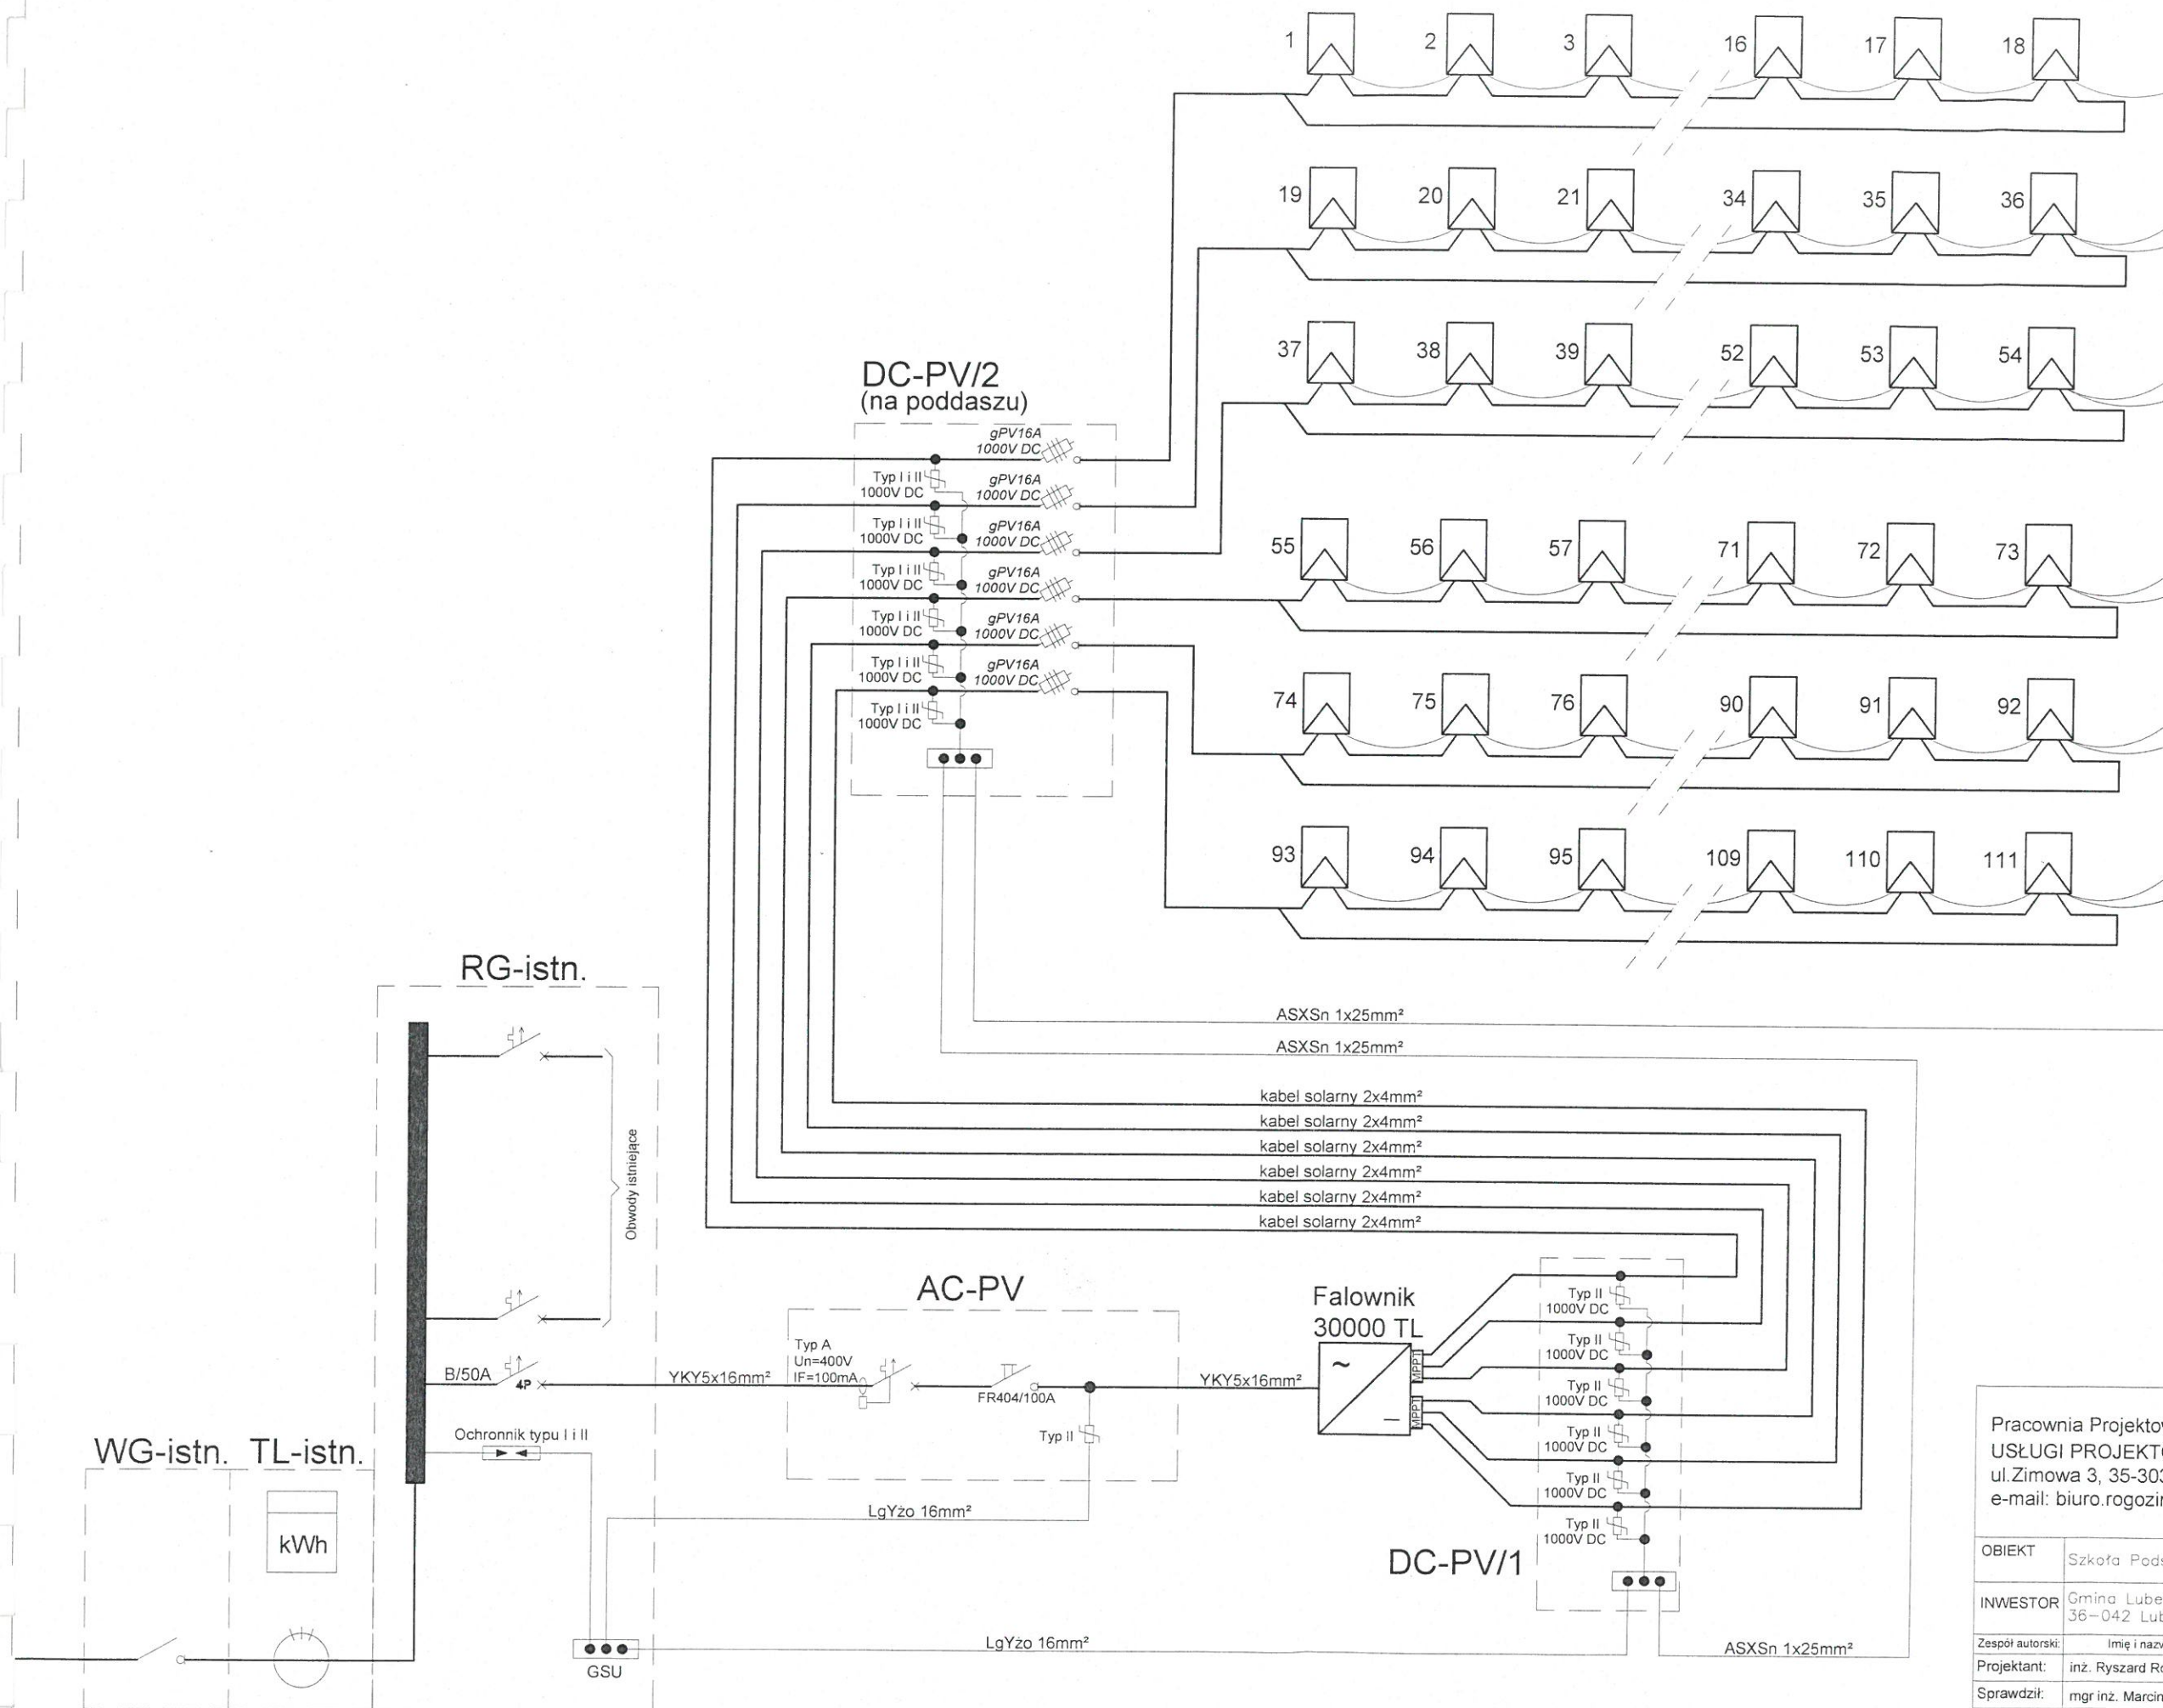 1 2 3 16 17 18
19 20 21 34 35 36
37 38 39 52 53 54
55 56 57 71 72 73
74 75 76 90 91 92
93 94 95 109 110 111
DC-PV/2
(na poddaszu)
gPV16A
1000V DC
Typ I i II
1000V DC
gPV16A
1000V DC
Typ I i II
1000V DC
gPV16A
1000V DC
Typ I i II
1000V DC
gPV16A
1000V DC
Typ I i II
1000V DC
gPV16A
1000V DC
Typ I i II
1000V DC
gPV16A
1000V DC
Typ I i II
1000V DC
ASXSn 1x25mm²
ASXSn 1x25mm²
kabel solarny 2x4mm²
kabel solarny 2x4mm²
kabel solarny 2x4mm²
kabel solarny 2x4mm²
kabel solarny 2x4mm²
kabel solarny 2x4mm²
RG-istn.
Obwody istniejące
B/50A
4P
YKY5x16mm²
Ochronnik typu I i II
WG-istn. TL-istn.
kWh
GSU
AC-PV
Typ A
Un=400V
IF=100mA
FR404/100A
Typ II
YKY5x16mm²
LgYżo 16mm²
LgYżo 16mm²
Falownik
30000 TL
~
MPPT
MPPT
DC-PV/1
Typ II
1000V DC
Typ II
1000V DC
Typ II
1000V DC
Typ II
1000V DC
Typ II
1000V DC
Typ II
1000V DC
ASXSn 1x25mm²
Pracownia Projektow
USŁUGI PROJEKTO
ul.Zimowa 3, 35-303
e-mail: biuro.rogozin
OBIEKT Szkoła Pods
INWESTOR Gmina Lube
36-042 Lub
Zespół autorski: Imię i nazw
Projektant: inż. Ryszard Ro
Sprawdził: mgr inż. Marcin